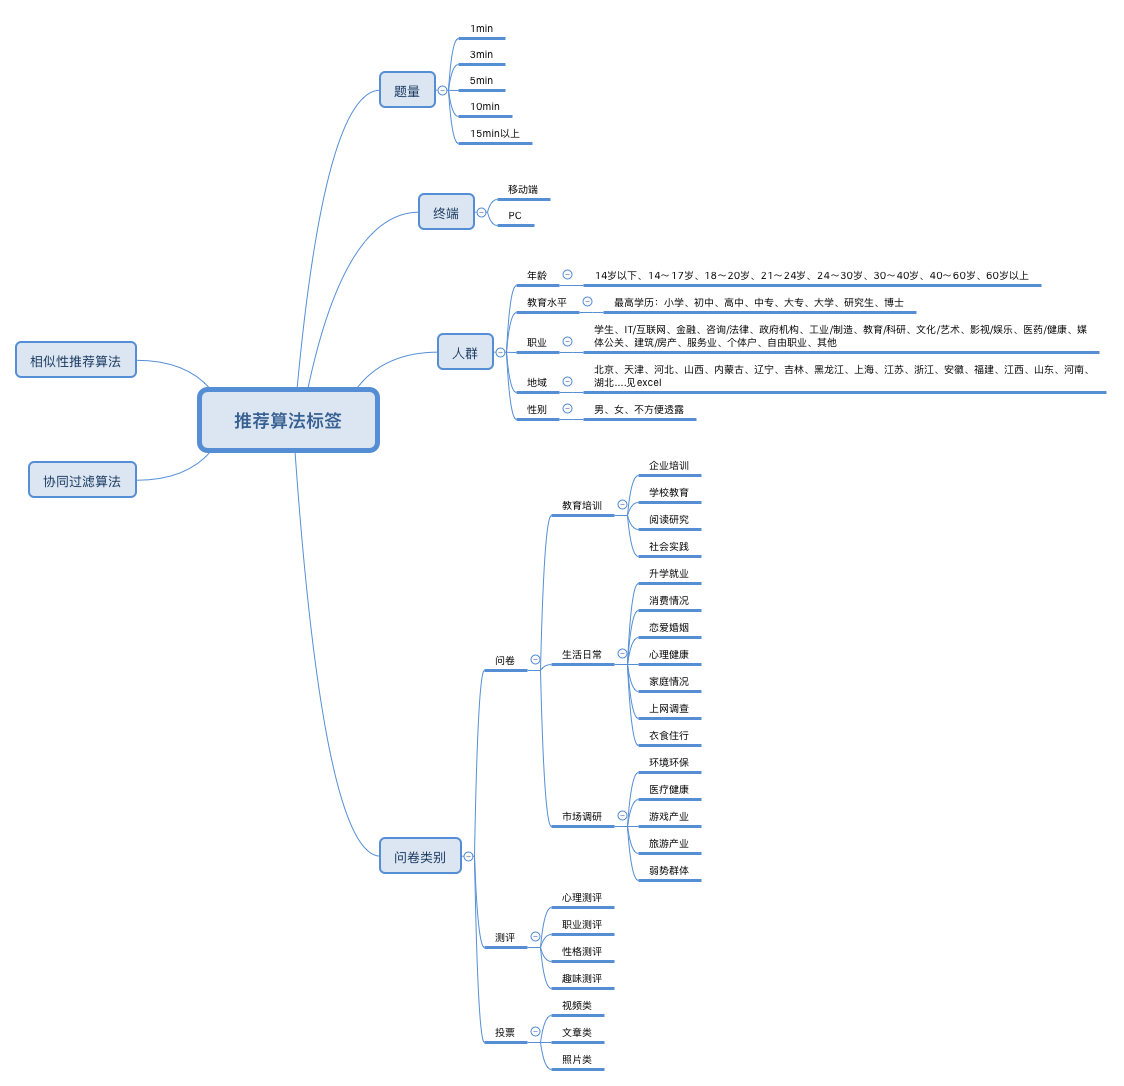 推荐算法标签
相似性推荐算法
协同过滤算法
题量
1min
3min
5min
10min
15min以上
终端
移动端
PC
人群
年龄
14岁以下、14～17岁、18～20岁、21～24岁、24～30岁、30～40岁、40～60岁、60岁以上
教育水平
最高学历：小学、初中、高中、中专、大专、大学、研究生、博士
职业
学生、IT/互联网、金融、咨询/法律、政府机构、工业/制造、教育/科研、文化/艺术、影视/娱乐、医药/健康、媒
体公关、建筑/房产、服务业、个体户、自由职业、其他
地域
北京、天津、河北、山西、内蒙古、辽宁、吉林、黑龙江、上海、江苏、浙江、安徽、福建、江西、山东、河南、
湖北....见excel
性别
男、女、不方便透露
问卷类别
问卷
教育培训
企业培训
学校教育
阅读研究
社会实践
生活日常
升学就业
消费情况
恋爱婚姻
心理健康
家庭情况
上网调查
衣食住行
市场调研
环境环保
医疗健康
游戏产业
旅游产业
弱势群体
测评
心理测评
职业测评
性格测评
趣味测评
投票
视频类
文章类
照片类